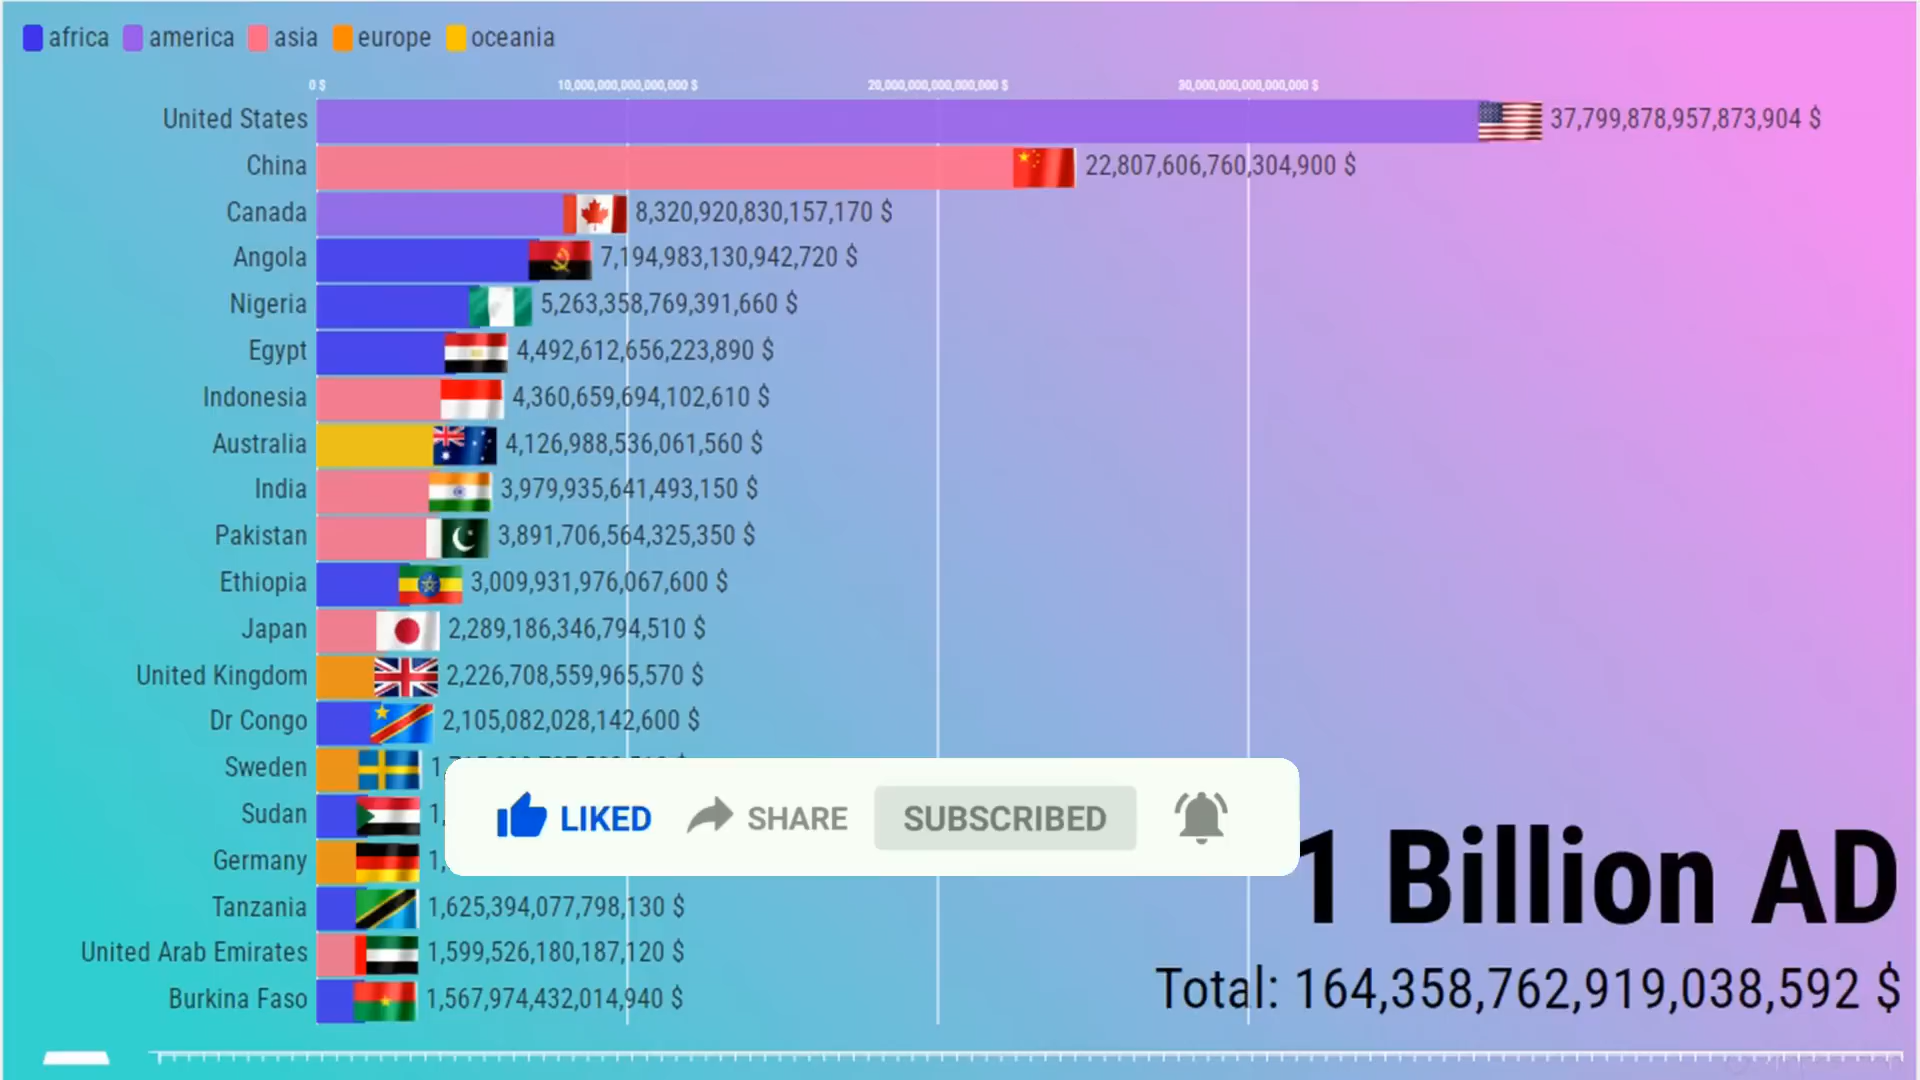 africa america asia europe oceania
0 $ 10,000,000,000,000,000 $ 20,000,000,000,000,000 $ 30,000,000,000,000,000 $
United States 37,799,878,957,873,904 $
China 22,807,606,760,304,900 $
Canada 8,320,920,830,157,170 $
Angola 7,194,983,130,942,720 $
Nigeria 5,263,358,769,391,660 $
Egypt 4,492,612,656,223,890 $
Indonesia 4,360,659,694,102,610 $
Australia 4,126,988,536,061,560 $
India 3,979,935,641,493,150 $
Pakistan 3,891,706,564,325,350 $
Ethiopia 3,009,931,976,067,600 $
Japan 2,289,186,346,794,510 $
United Kingdom 2,226,708,559,965,570 $
Dr Congo 2,105,082,028,142,600 $
Sweden
Sudan
LIKED SHARE SUBSCRIBED
Germany
Tanzania 1,625,394,077,798,130 $
United Arab Emirates 1,599,526,180,187,120 $
Burkina Faso 1,567,974,432,014,940 $
1 Billion AD
Total: 164,358,762,919,038,592 $